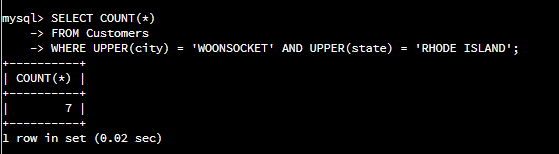 mysql> SELECT COUNT(*)
    -> FROM Customers
    -> WHERE UPPER(city) = 'WOONSOCKET' AND UPPER(state) = 'RHODE ISLAND';
+----------+
| COUNT(*) |
+----------+
|        7 |
+----------+
1 row in set (0.02 sec)